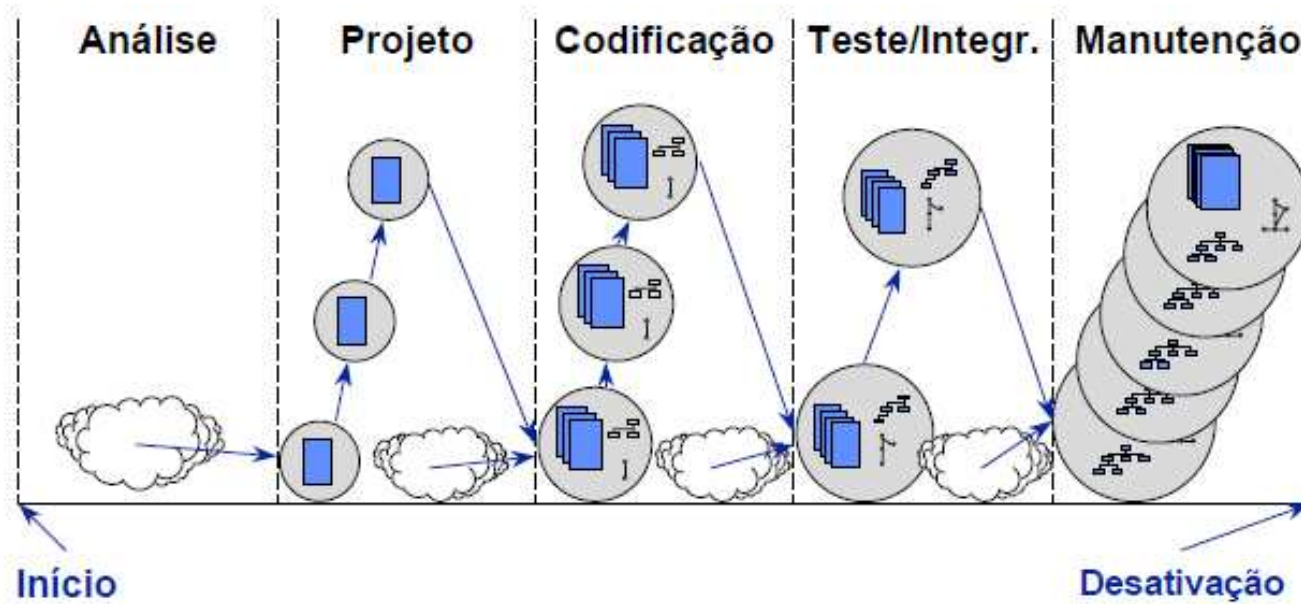 Análise Projeto Codificação Teste/Integr. Manutenção
Início Desativação